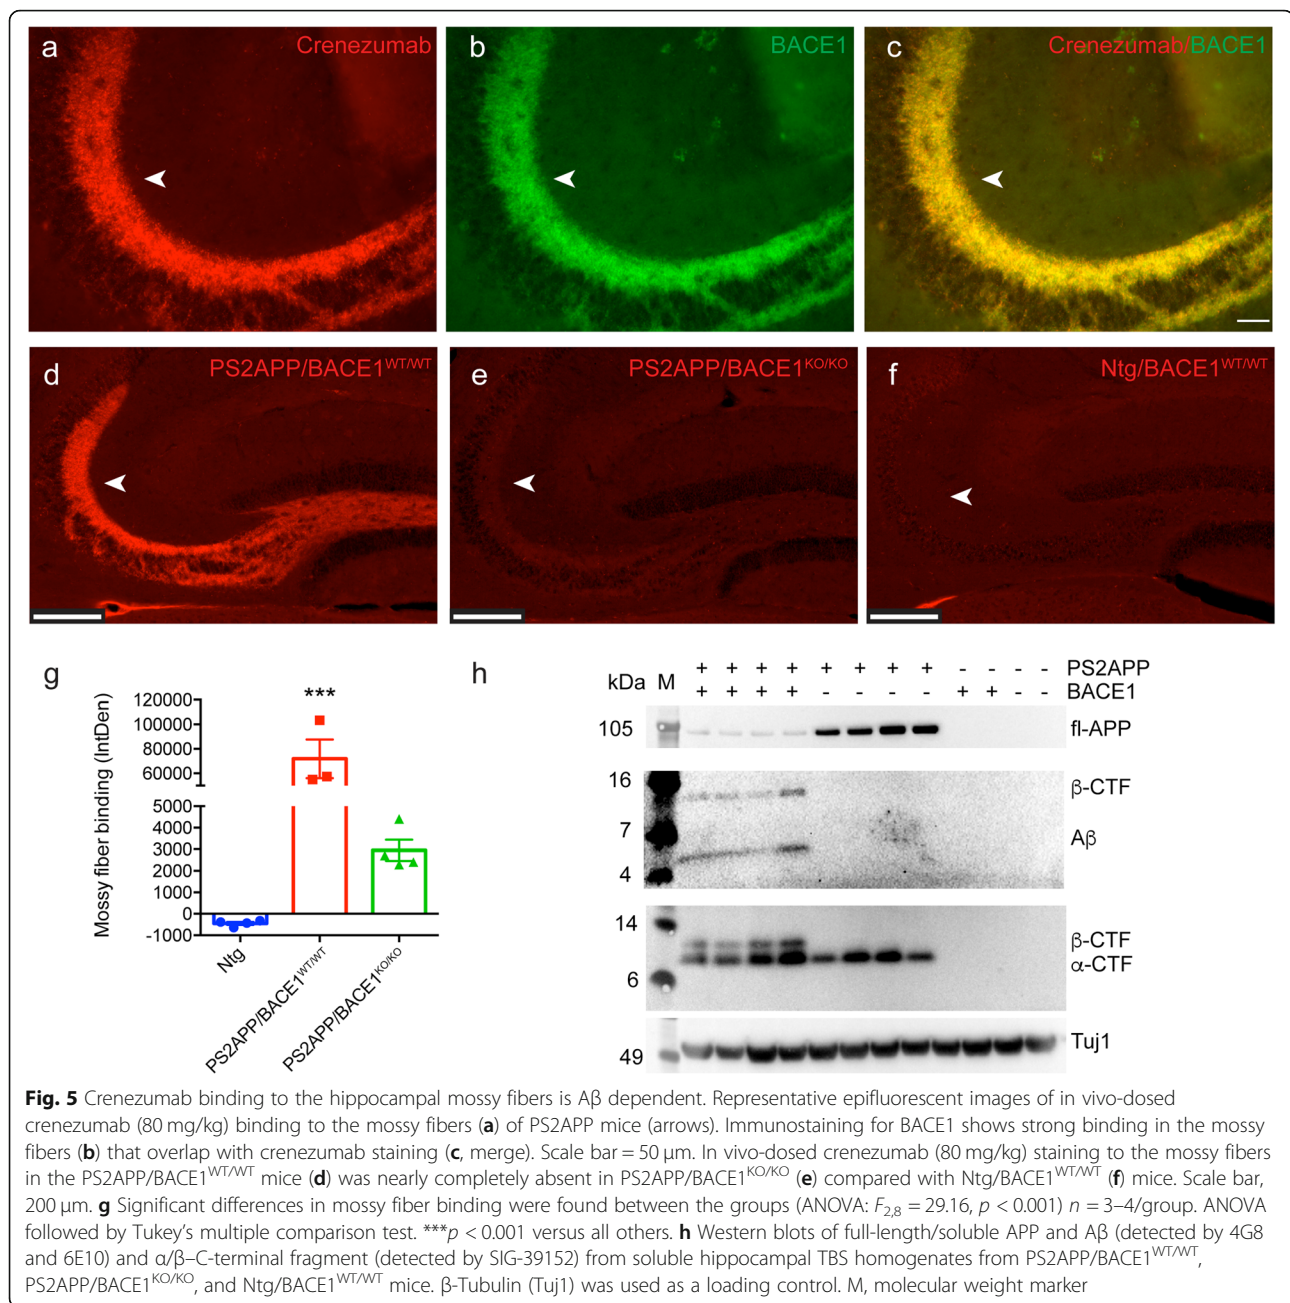 a Crenezumab
b BACE1
c Crenezumab/BACE1
d PS2APP/BACE1WT/WT
e PS2APP/BACE1KO/KO
f Ntg/BACE1WT/WT
g
Mossy fiber binding (IntDen)
120000
100000
80000
60000
5000
4000
3000
2000
1000
0
-1000
***
Ntg
PS2APP/BACE1WT/WT
PS2APP/BACE1KO/KO
h
+ + + + + + + + - - - - PS2APP
kDa M + + + + - - - - + + - - BACE1
105 fl-APP
16 β-CTF
7 Aβ
4
14 β-CTF
α-CTF
6
49 Tuj1
Fig. 5 Crenezumab binding to the hippocampal mossy fibers is Aβ dependent. Representative epifluorescent images of in vivo-dosed
crenezumab (80 mg/kg) binding to the mossy fibers (a) of PS2APP mice (arrows). Immunostaining for BACE1 shows strong binding in the mossy
fibers (b) that overlap with crenezumab staining (c, merge). Scale bar = 50 μm. In vivo-dosed crenezumab (80 mg/kg) staining to the mossy fibers
in the PS2APP/BACE1WT/WT mice (d) was nearly completely absent in PS2APP/BACE1KO/KO (e) compared with Ntg/BACE1WT/WT (f) mice. Scale bar,
200 μm. g Significant differences in mossy fiber binding were found between the groups (ANOVA: F2,8 = 29.16, p < 0.001) n = 3–4/group. ANOVA
followed by Tukey's multiple comparison test. ***p < 0.001 versus all others. h Western blots of full-length/soluble APP and Aβ (detected by 4G8
and 6E10) and α/β–C-terminal fragment (detected by SIG-39152) from soluble hippocampal TBS homogenates from PS2APP/BACE1WT/WT,
PS2APP/BACE1KO/KO, and Ntg/BACE1WT/WT mice. β-Tubulin (Tuj1) was used as a loading control. M, molecular weight marker